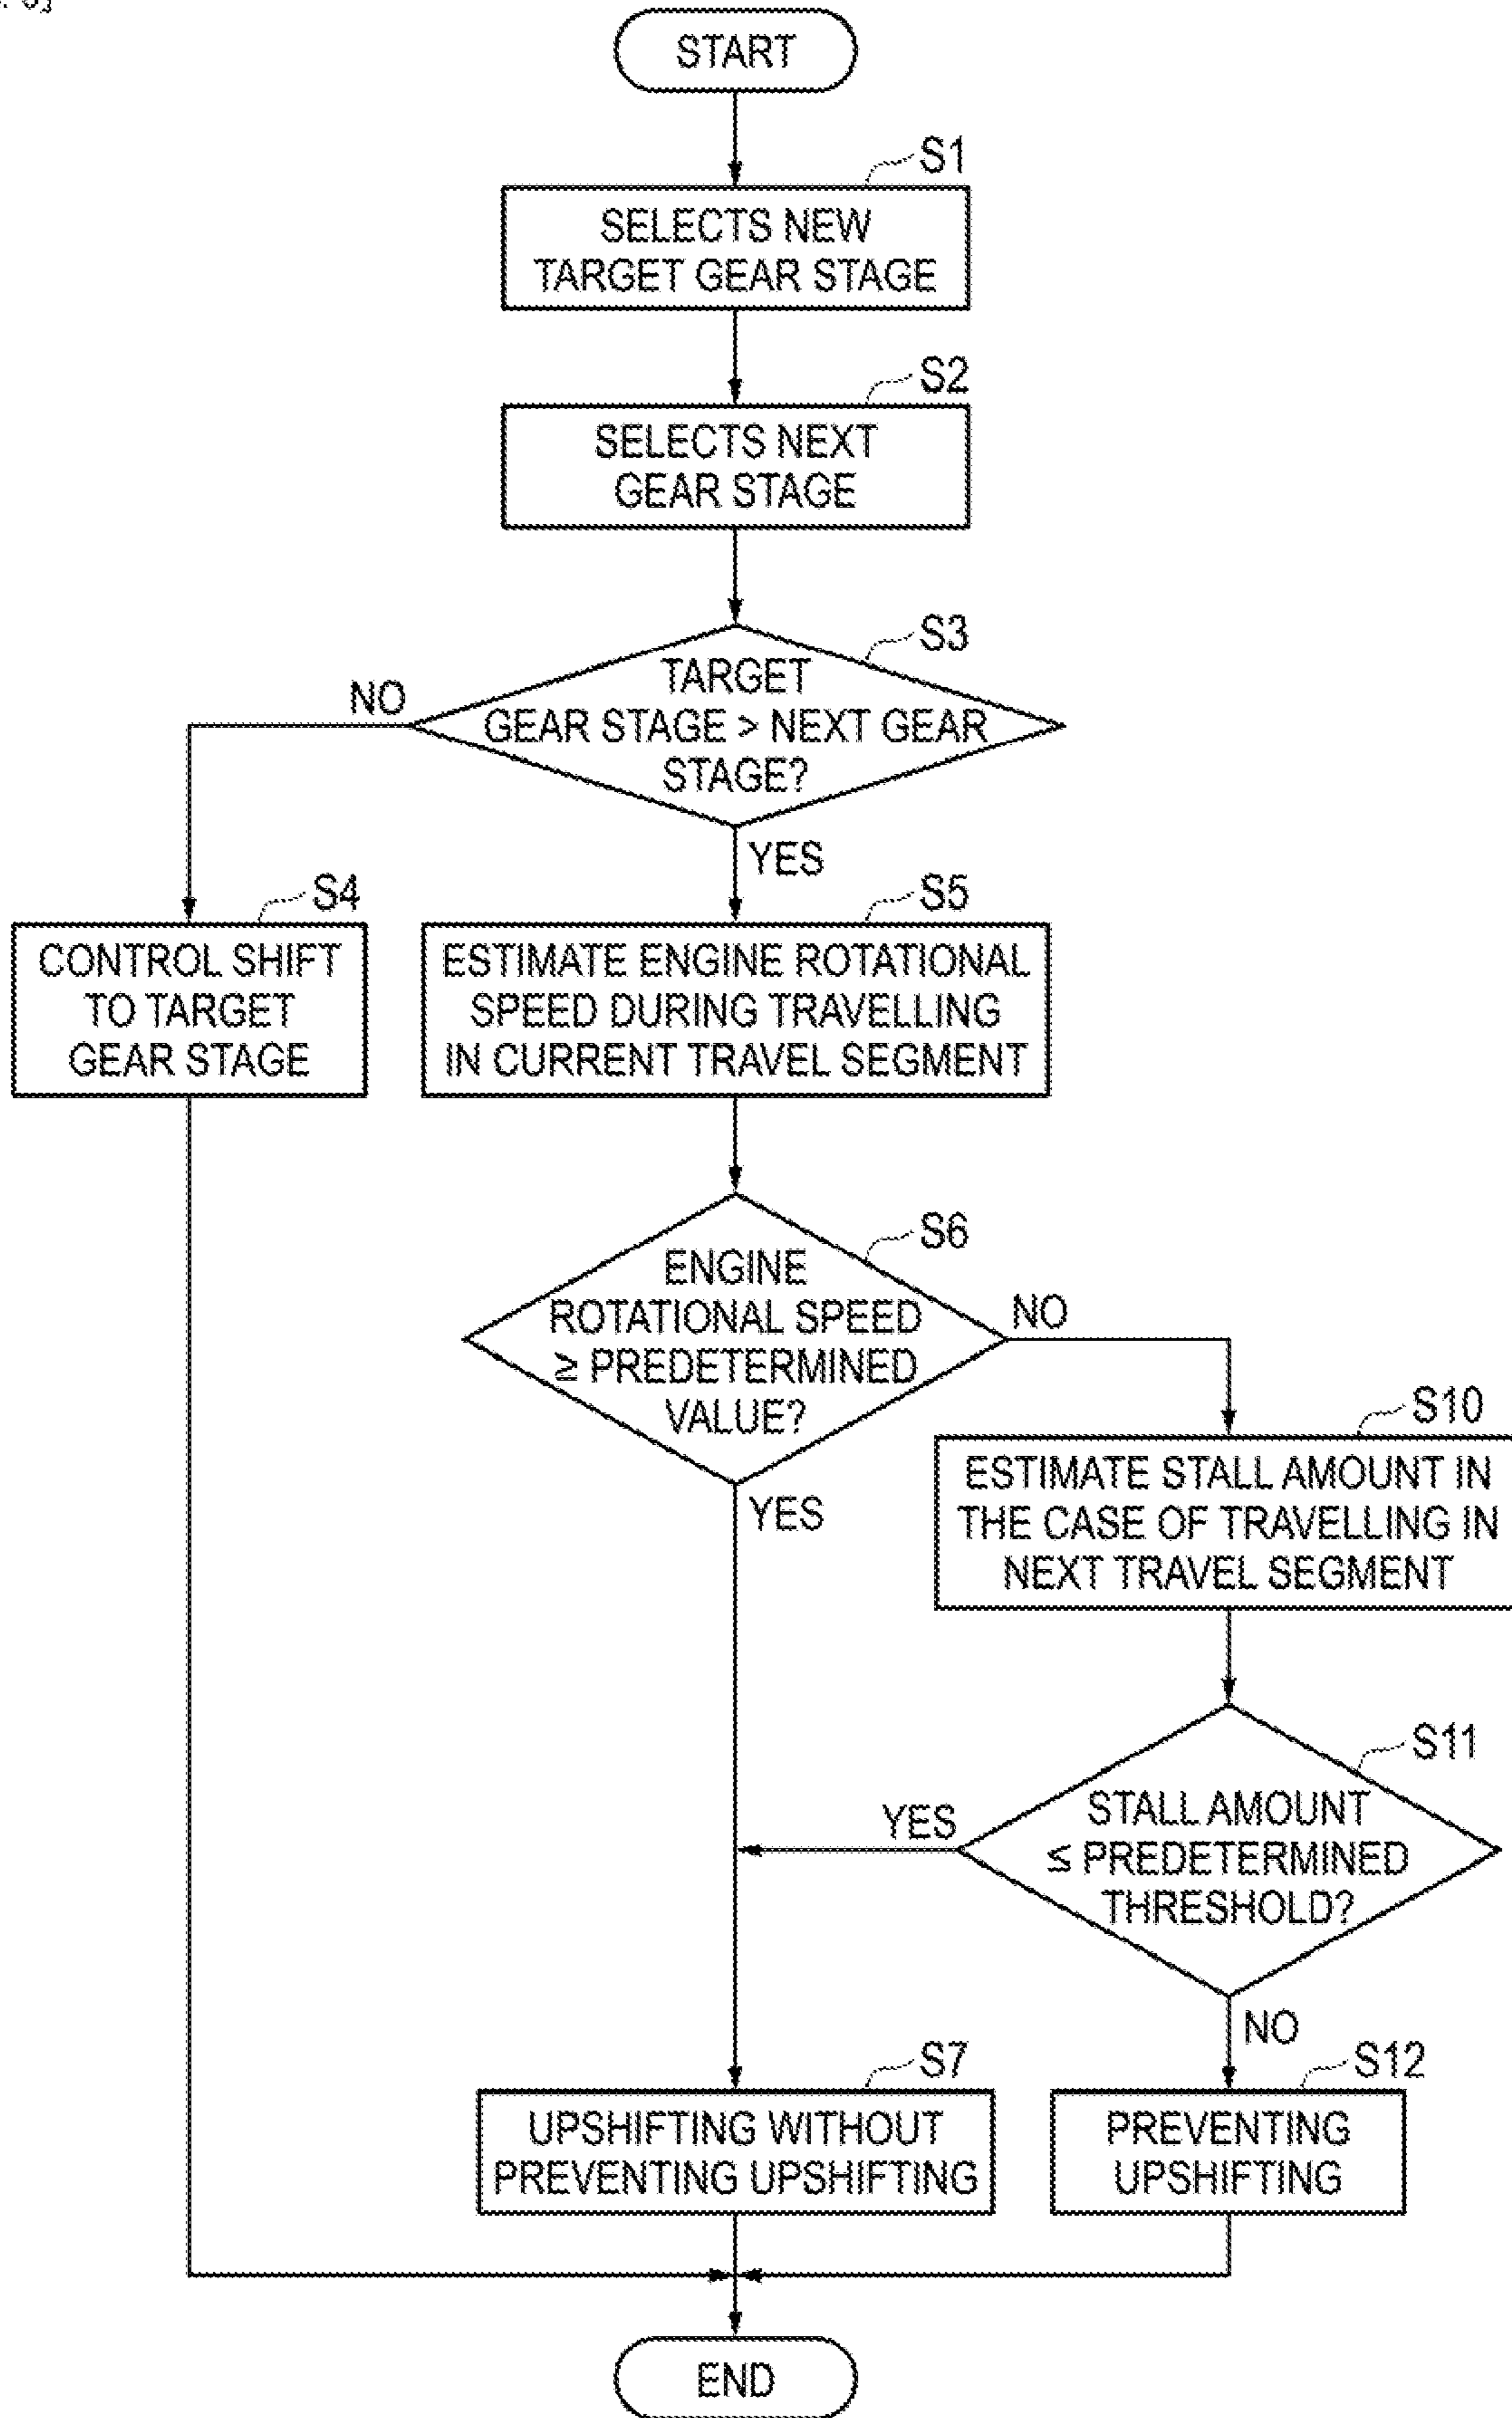 START
S1
SELECTS NEW
TARGET GEAR STAGE
S2
SELECTS NEXT
GEAR STAGE
S3
TARGET
GEAR STAGE > NEXT GEAR
STAGE?
NO
YES
S4
CONTROL SHIFT
TO TARGET
GEAR STAGE
S5
ESTIMATE ENGINE ROTATIONAL
SPEED DURING TRAVELLING
IN CURRENT TRAVEL SEGMENT
S6
ENGINE
ROTATIONAL SPEED
≥ PREDETERMINED
VALUE?
NO
YES
S10
ESTIMATE STALL AMOUNT IN
THE CASE OF TRAVELLING IN
NEXT TRAVEL SEGMENT
S11
STALL AMOUNT
≤ PREDETERMINED
THRESHOLD?
YES
NO
S7
UPSHIFTING WITHOUT
PREVENTING UPSHIFTING
S12
PREVENTING
UPSHIFTING
END